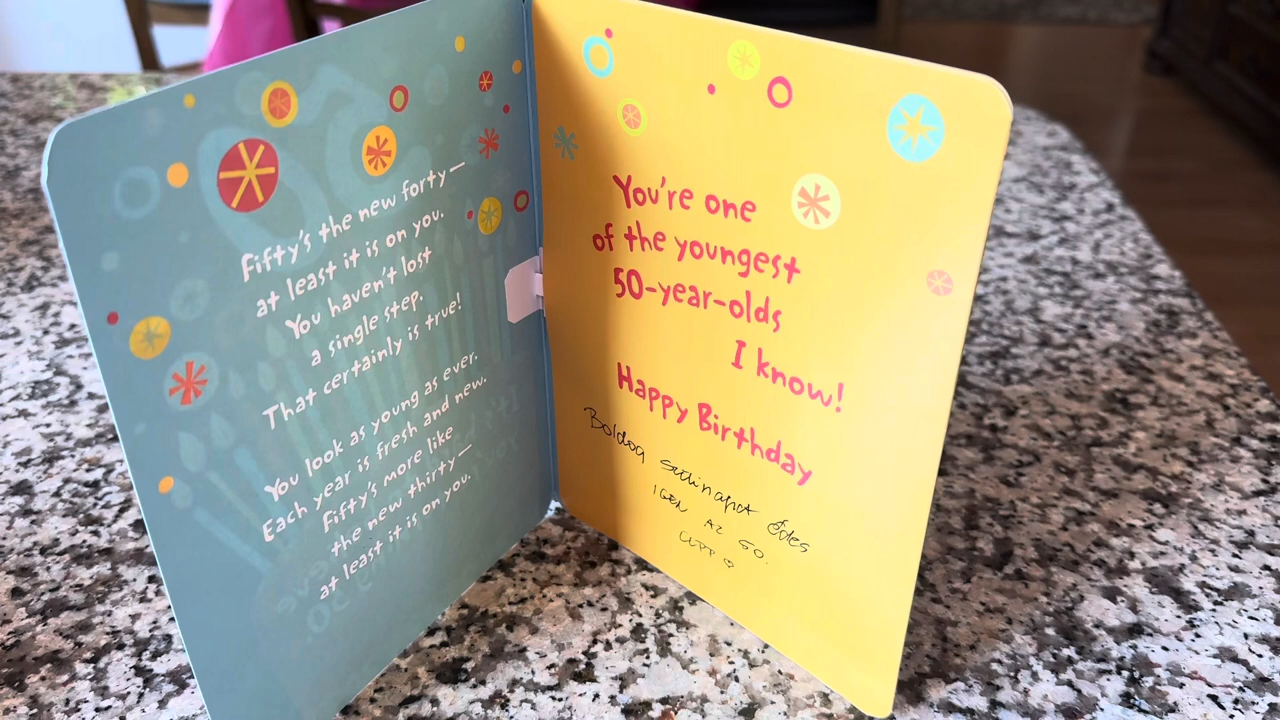 Fifty's the new forty—
at least it is on you.
You haven't lost
a single step.
That certainly is true!
You look as young as ever.
Each year is fresh and new.
Fifty's more like
the new thirty—
at least it is on you.
You're one
of the youngest
50-year-olds
I know!
Happy Birthday
Boldog szulinapot édes
IGEN AZ 50.